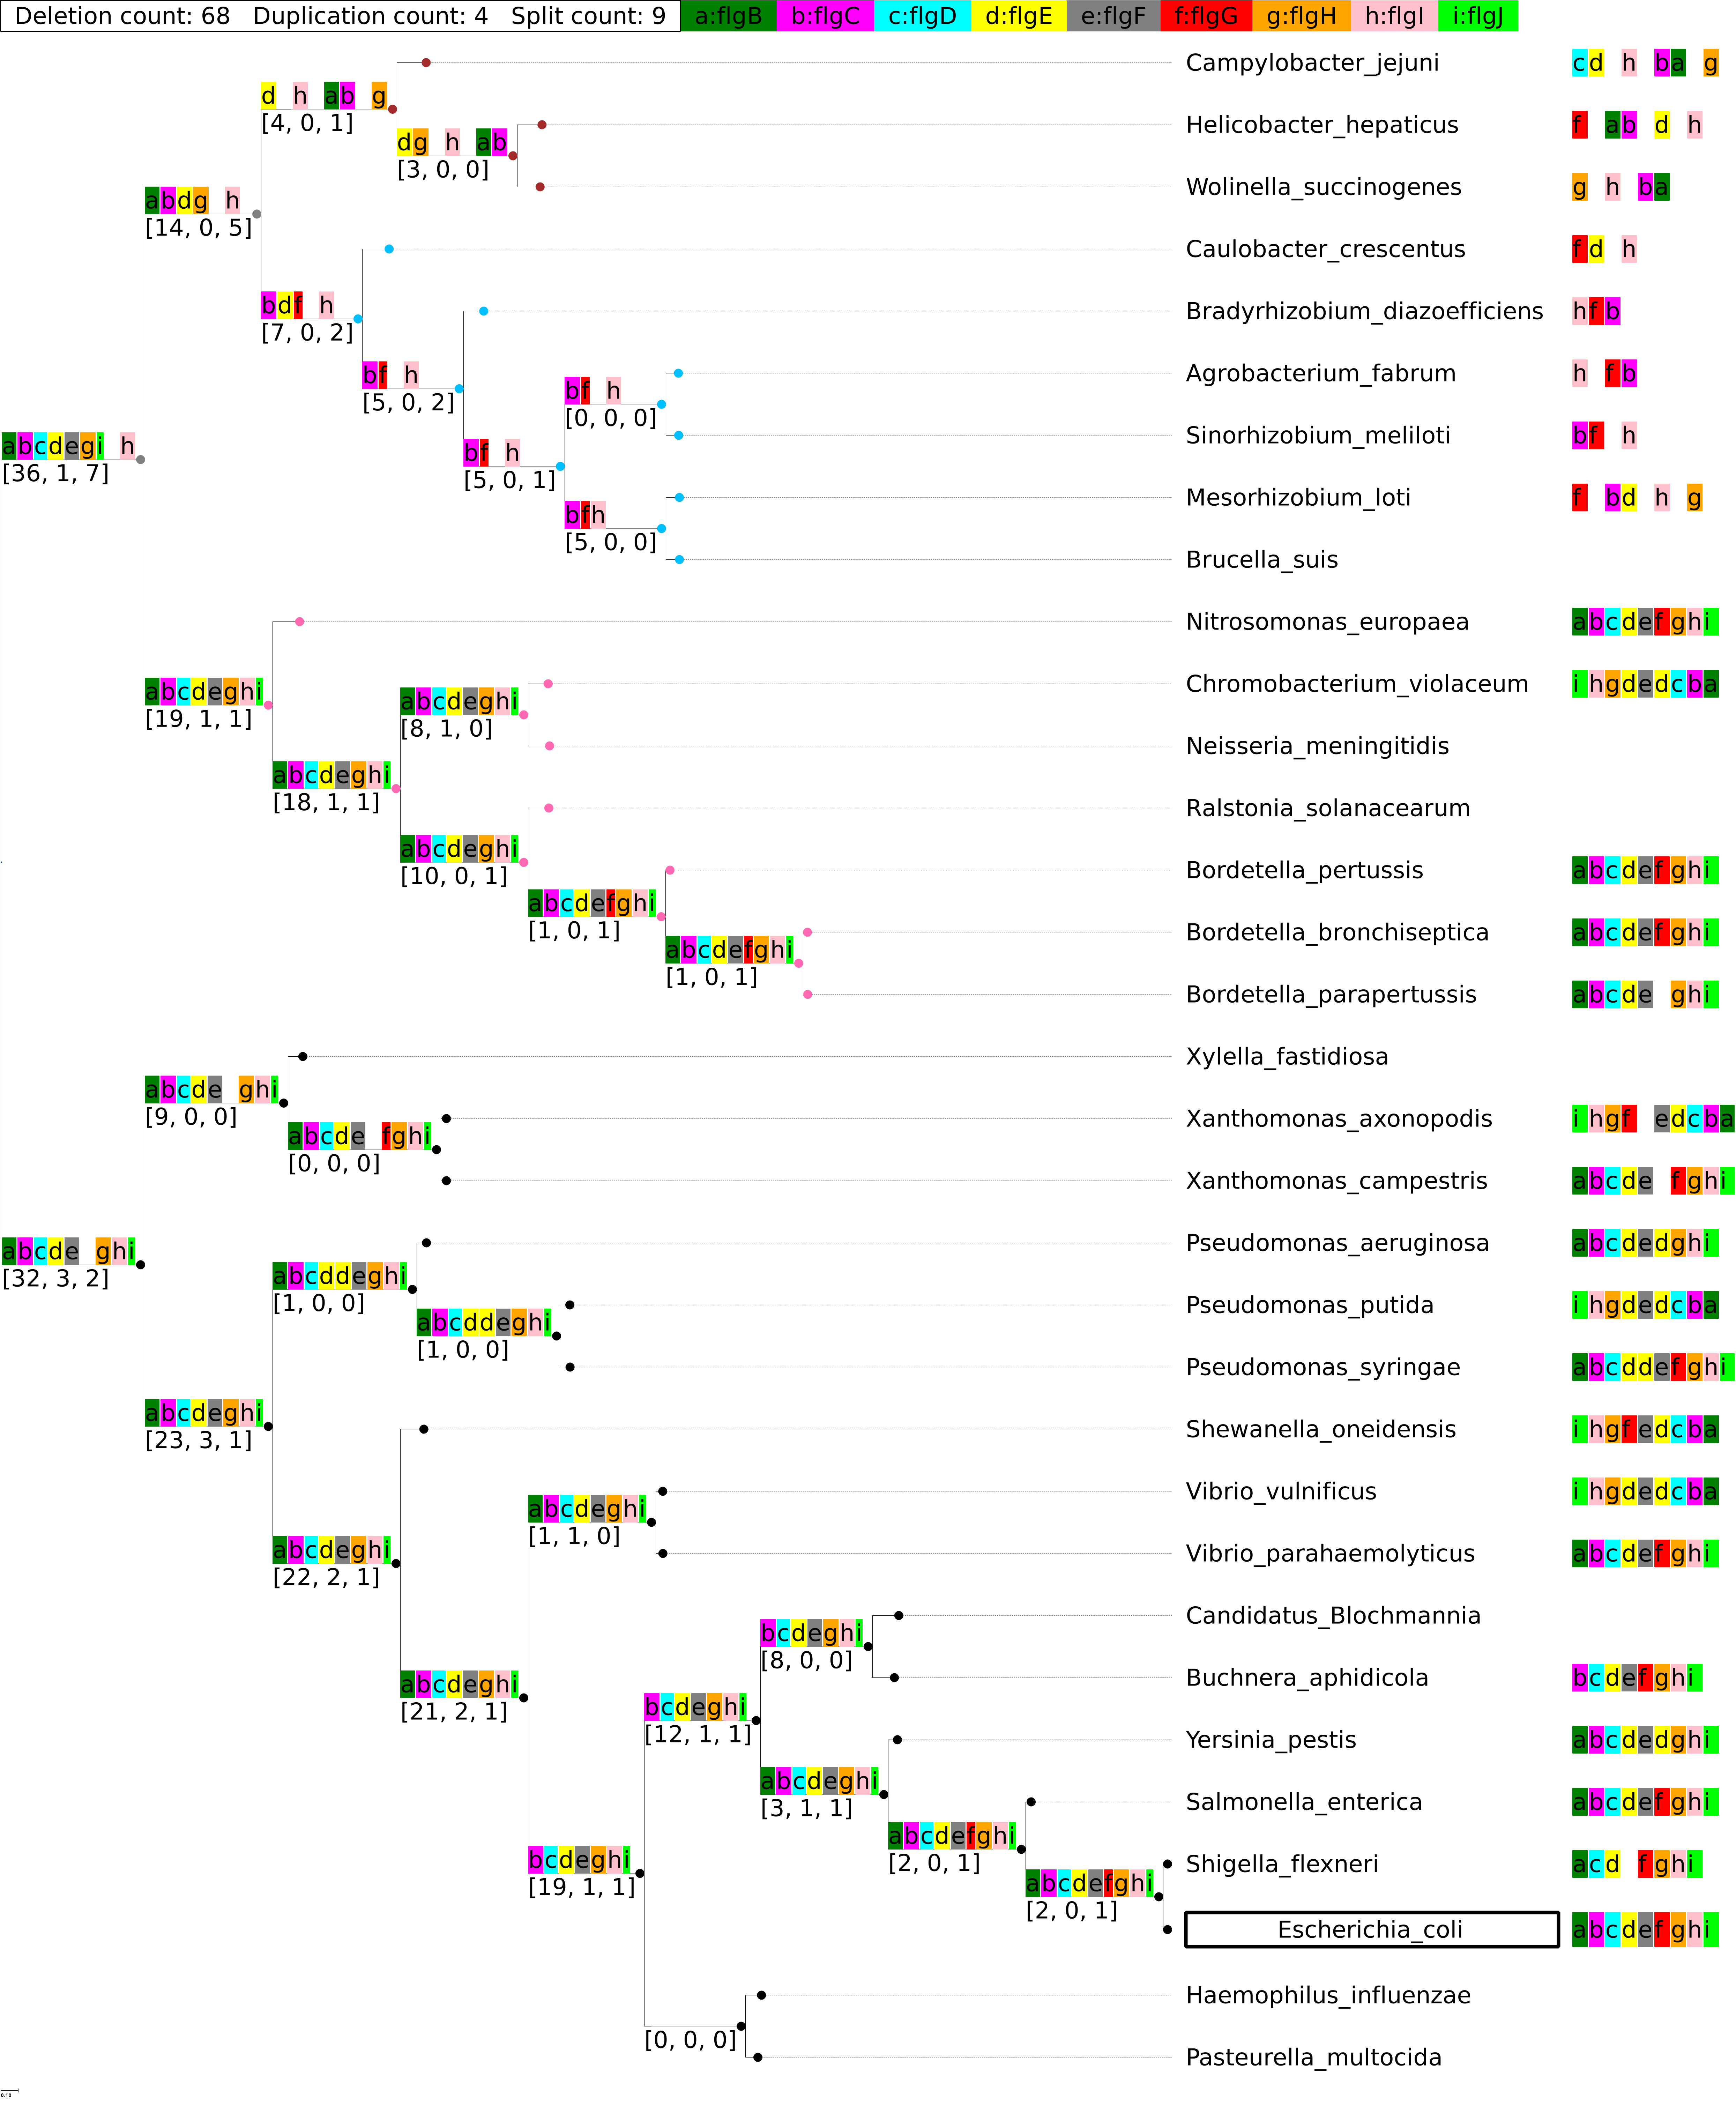 Deletion count: 68 Duplication count: 4 Split count: 9 a:flgB b:flgC c:flgD d:flgE e:flgF f:flgG g:flgH h:flgI i:flgJ
Campylobacter_jejuni cd h ba g
d h ab g
[4, 0, 1]
Helicobacter_hepaticus f ab d h
dg h ab
[3, 0, 0]
Wolinella_succinogenes g h ba
abdg h
[14, 0, 5]
Caulobacter_crescentus fd h
bdf h
[7, 0, 2]
Bradyrhizobium_diazoefficiens hfb
bf h
[5, 0, 2]
Agrobacterium_fabrum h fb
bf h
[0, 0, 0]
Sinorhizobium_meliloti bf h
abcdegi h
[36, 1, 7]
bf h
[5, 0, 1]
Mesorhizobium_loti f bd h g
bfh
[5, 0, 0]
Brucella_suis
Nitrosomonas_europaea abcdefghi
Chromobacterium_violaceum ihgdedcba
abcdeghi
[19, 1, 1]
abcdeghi
[8, 1, 0]
Neisseria_meningitidis
abcdeghi
[18, 1, 1]
Ralstonia_solanacearum
abcdeghi
[10, 0, 1]
Bordetella_pertussis abcdefghi
abcdefghi
[1, 0, 1]
Bordetella_bronchiseptica abcdefghi
abcdefghi
[1, 0, 1]
Bordetella_parapertussis abcde ghi
Xylella_fastidiosa
abcde ghi
[9, 0, 0]
Xanthomonas_axonopodis ihgf edcba
abcde fghi
[0, 0, 0]
Xanthomonas_campestris abcde fghi
Pseudomonas_aeruginosa abcdedghi
abcde ghi
[32, 3, 2]
abcddeghi
[1, 0, 0]
Pseudomonas_putida ihgdedcba
abcddeghi
[1, 0, 0]
Pseudomonas_syringae abcddefghi
abcdeghi
[23, 3, 1]
Shewanella_oneidensis ihgfedcba
Vibrio_vulnificus ihgdedcba
abcdeghi
[1, 1, 0]
Vibrio_parahaemolyticus abcdefghi
abcdeghi
[22, 2, 1]
Candidatus_Blochmannia
bcdeghi
[8, 0, 0]
Buchnera_aphidicola bcdefghi
abcdeghi
[21, 2, 1]
bcdeghi
[12, 1, 1]
Yersinia_pestis abcdedghi
abcdeghi
[3, 1, 1]
Salmonella_enterica abcdefghi
abcdefghi
[2, 0, 1]
Shigella_flexneri acd fghi
bcdeghi
[19, 1, 1]
abcdefghi
[2, 0, 1]
Escherichia_coli abcdefghi
Haemophilus_influenzae
[0, 0, 0]
Pasteurella_multocida
0.10